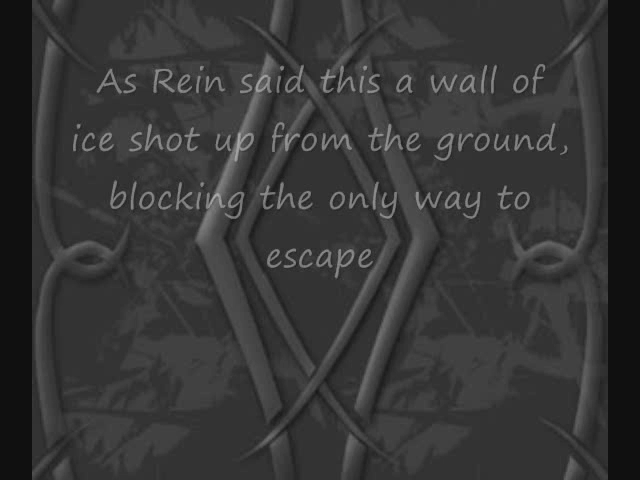 As Rein said this a wall of
ice shot up from the ground,
blocking the only way to
escape